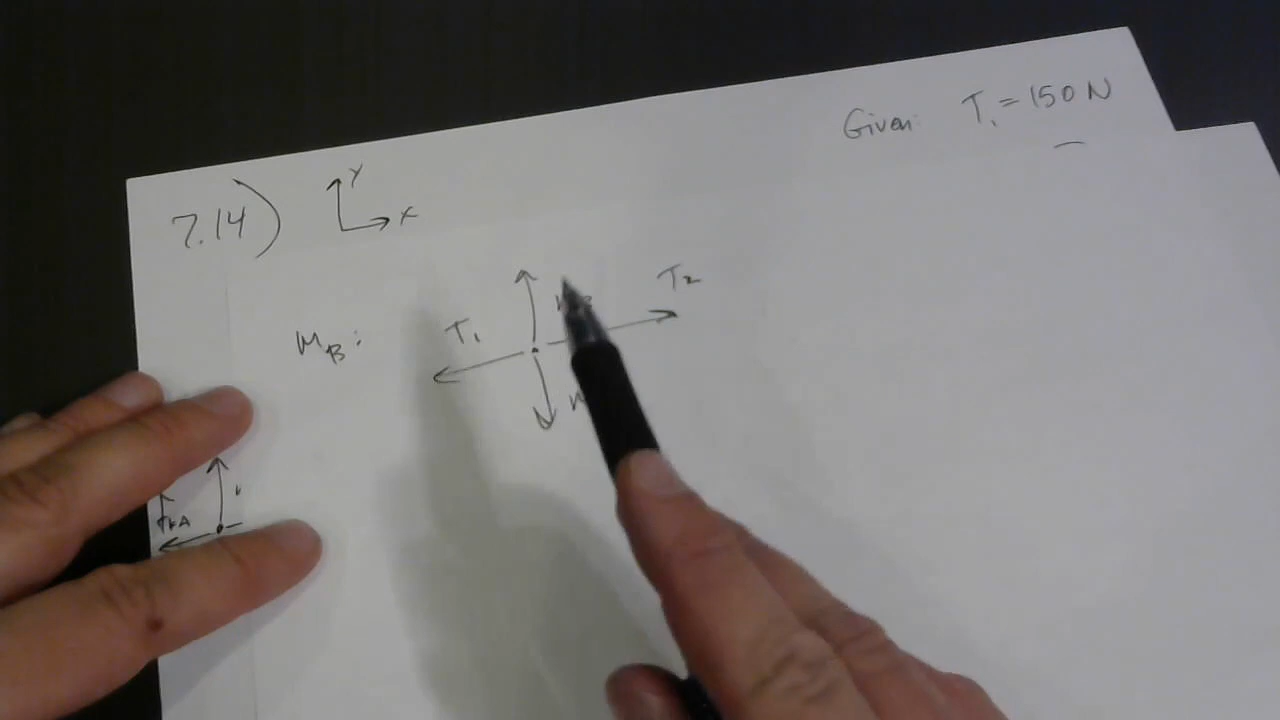 Given: T₁ = 150 N
7.14)
Y
X
T₂
T₁
M_B: